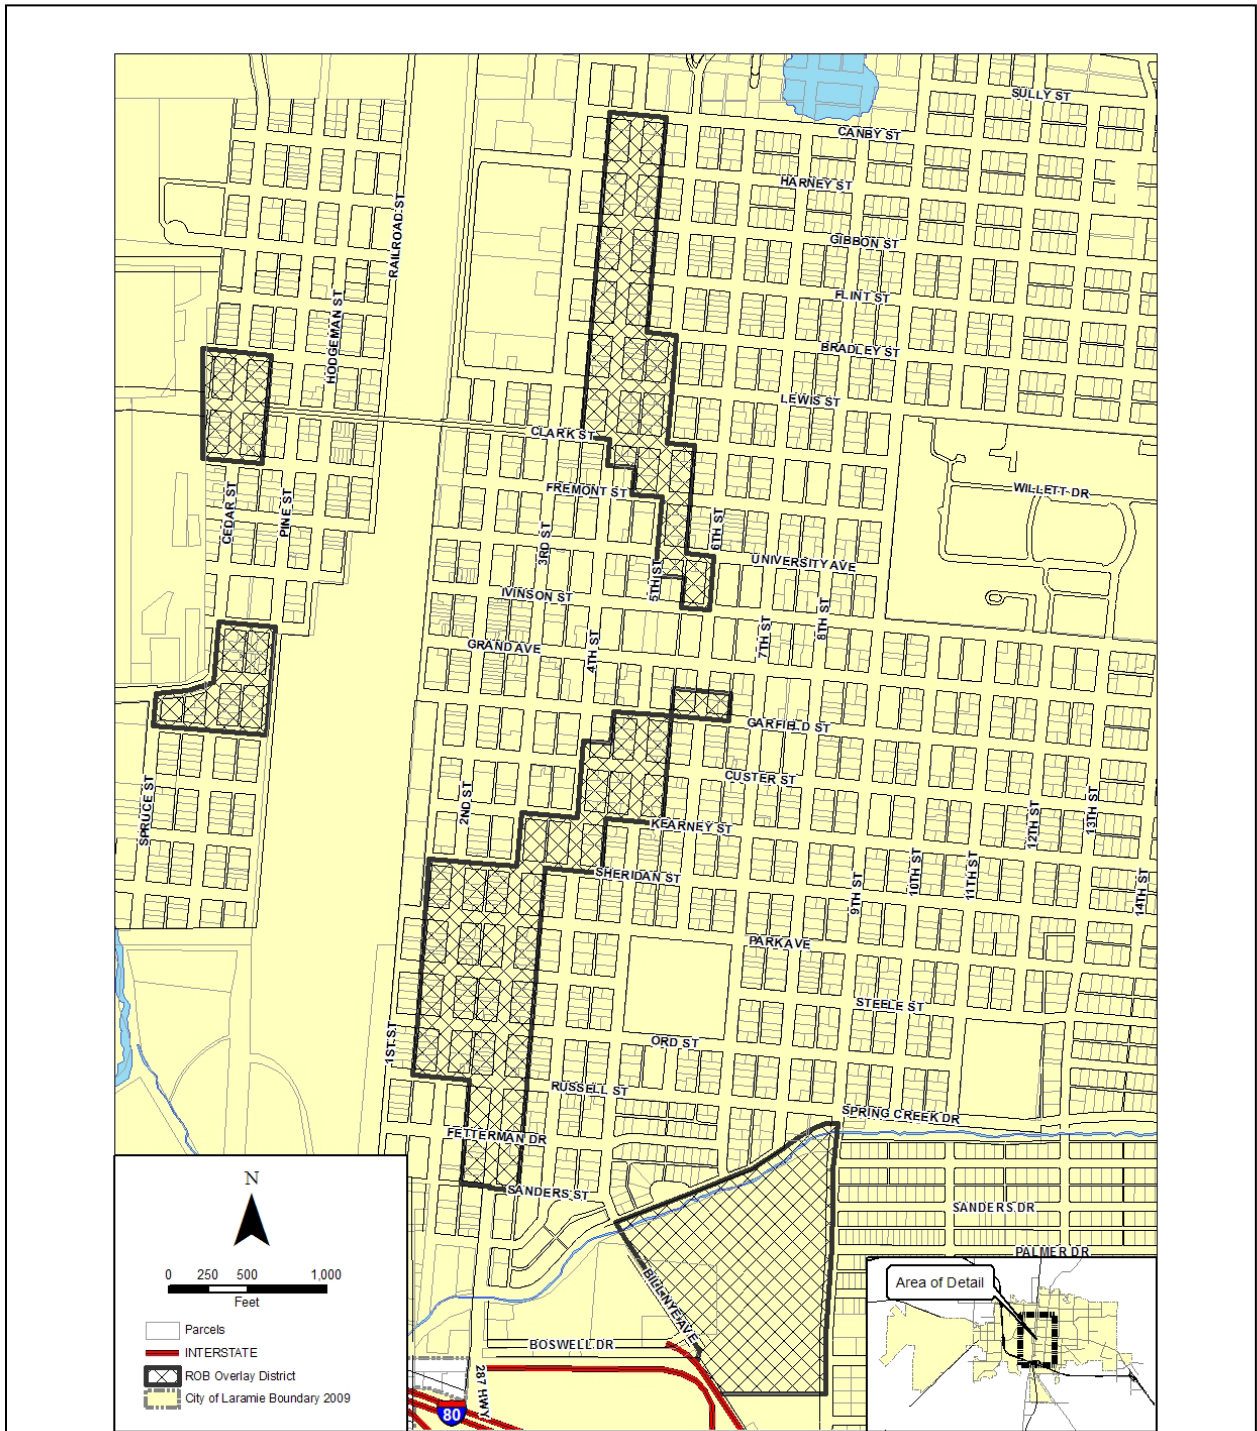 SULLY ST
CANBY ST
HARNEY ST
GIBBON ST
FLINT ST
BRADLEY ST
LEWIS ST
RAILROAD ST
HODGEMAN ST
CLARK ST
FREMONT ST
WILLETT DR
CEDAR ST
PINE ST
3RD ST
6TH ST
UNIVERSITY AVE
5TH ST
IVINSON ST
8TH ST
7TH ST
4TH ST
GRAND AVE
GARFIELD ST
CUSTER ST
SPRUCE ST
2ND ST
KEARNEY ST
12TH ST
13TH ST
SHERIDAN ST
9TH ST
10TH ST
11TH ST
14TH ST
PARK AVE
STEELE ST
1ST ST
ORD ST
RUSSELL ST
SPRING CREEK DR
FETTERMAN DR
SANDERS ST
SANDERS DR
PALMER DR
BILL NYE AVE
BOSWELL DR
287 HWY
80
N
0 250 500 1,000
Feet
Parcels
INTERSTATE
ROB Overlay District
City of Laramie Boundary 2009
Area of Detail